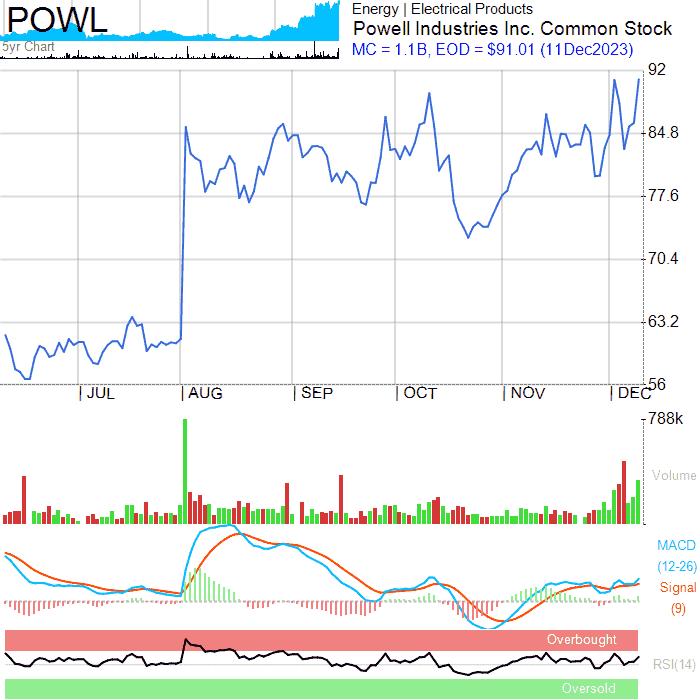 POWL
5yr Chart
Energy | Electrical Products
Powell Industries Inc. Common Stock
MC = 1.1B, EOD = $91.01 (11Dec2023)
92
84.8
77.6
70.4
63.2
56
| JUL | AUG | SEP | OCT | NOV | DEC
788k
Volume
MACD
(12-26)
Signal
(9)
Overbought
RSI(14)
Oversold